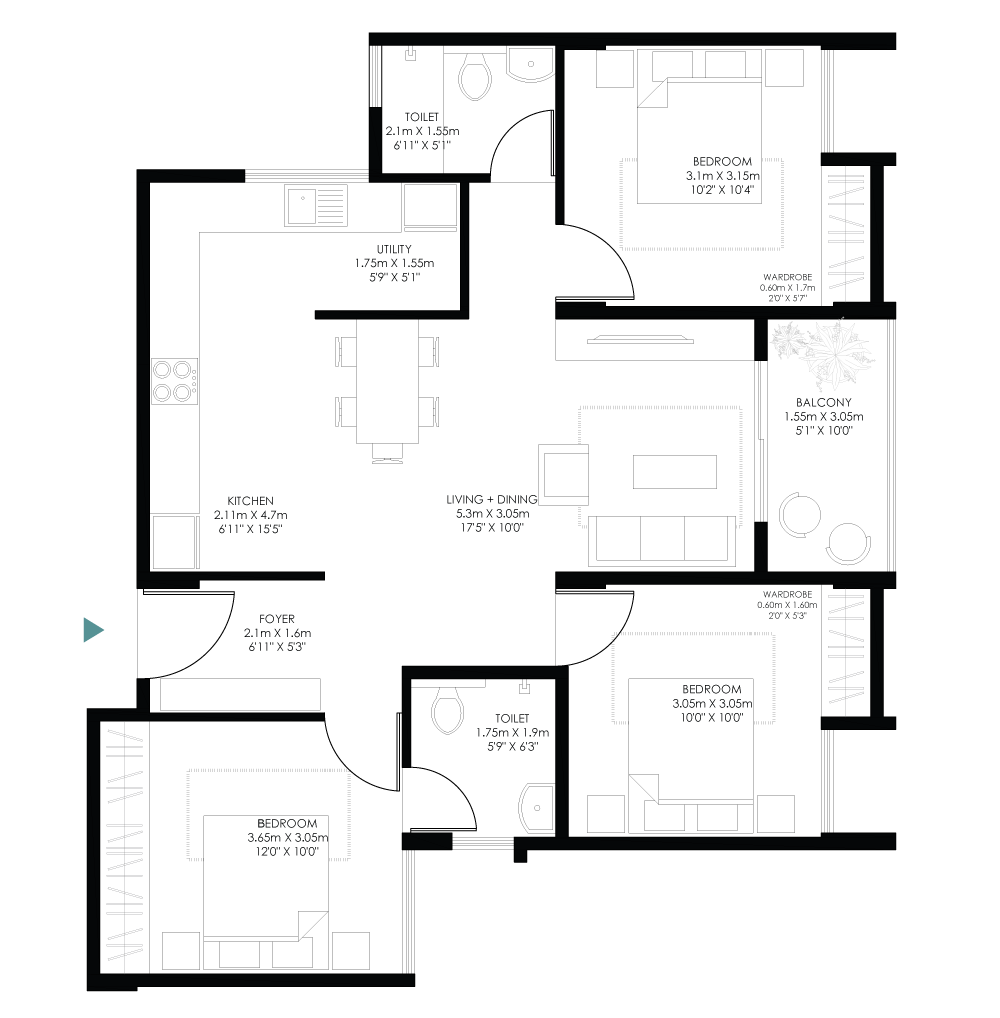 TOILET
2.1m X 1.55m
6'11" X 5'1"
BEDROOM
3.1m X 3.15m
10'2" X 10'4"
UTILITY
1.75m X 1.55m
5'9" X 5'1"
WARDROBE
0.60m X 1.7m
2'0" X 5'7"
BALCONY
1.55m X 3.05m
5'1" X 10'0"
KITCHEN
2.11m X 4.7m
6'11" X 15'5"
LIVING + DINING
5.3m X 3.05m
17'5" X 10'0"
WARDROBE
0.60m X 1.60m
2'0" X 5'3"
FOYER
2.1m X 1.6m
6'11" X 5'3"
BEDROOM
3.05m X 3.05m
10'0" X 10'0"
TOILET
1.75m X 1.9m
5'9" X 6'3"
BEDROOM
3.65m X 3.05m
12'0" X 10'0"